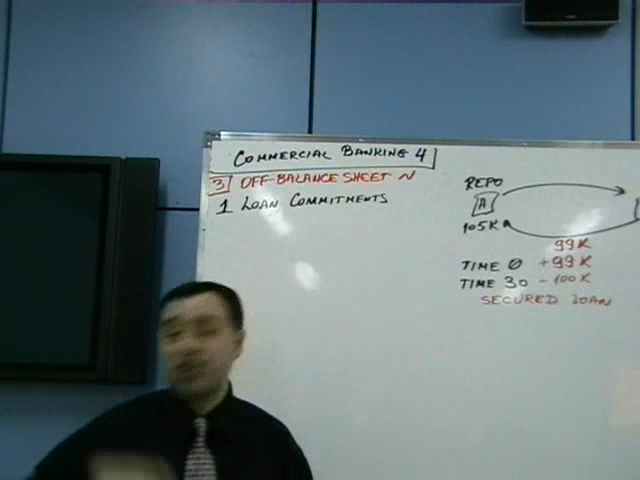 COMMERCIAL BANKING 4
3 OFF-BALANCE SHEET N
1 LOAN COMMITMENTS
REPO
A
105K
99K
TIME 0 +99K
TIME 30 -100K
SECURED LOAN